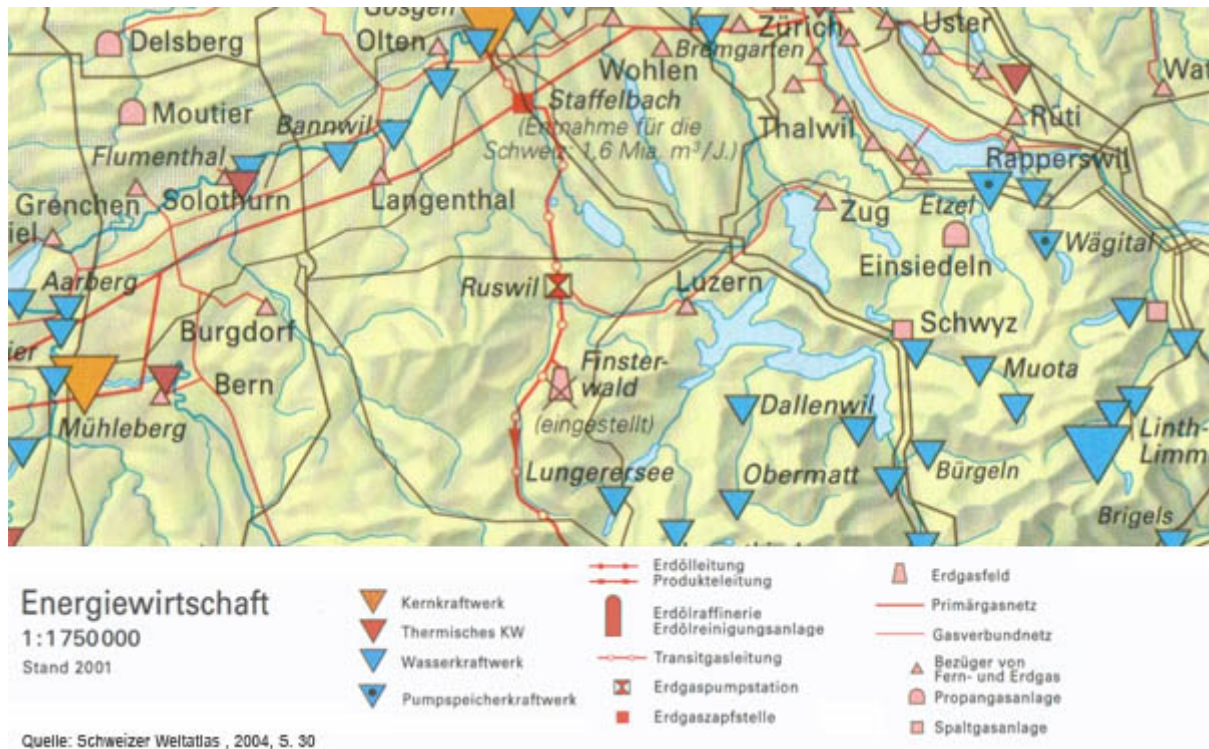 Gösgen
Delsberg
Olten
Zürich
Uster
Bremgarten
Wohlen
Wat
Moutier
Staffelbach
Rüti
Bannwil
(Entnahme für die
Thalwil
Flumenthal
Schweiz: 1,6 Mia. m³/J.)
Rapperswil
Grenchen
Solothurn
Langenthal
Zug
Etzel
iel
Wägital
Einsiedeln
Aarberg
Ruswil
Luzern
Burgdorf
Schwyz
ier
Finster-
wald
Muota
Bern
(eingestellt)
Dallenwil
Mühleberg
Linth-
Limm
Lungerersee
Obermatt
Bürgeln
Brigels
Energiewirtschaft
1:1750000
Stand 2001
Kernkraftwerk
Thermisches KW
Wasserkraftwerk
Pumpspeicherkraftwerk
Erdölleitung
Produkteleitung
Erdölraffinerie
Erdölreinigungsanlage
Transitgasleitung
Erdgaspumpstation
Erdgaszapfstelle
Erdgasfeld
Primärgasnetz
Gasverbundnetz
Bezüger von
Fern- und Erdgas
Propangasanlage
Spaltgasanlage
Quelle: Schweizer Weltatlas , 2004, S. 30